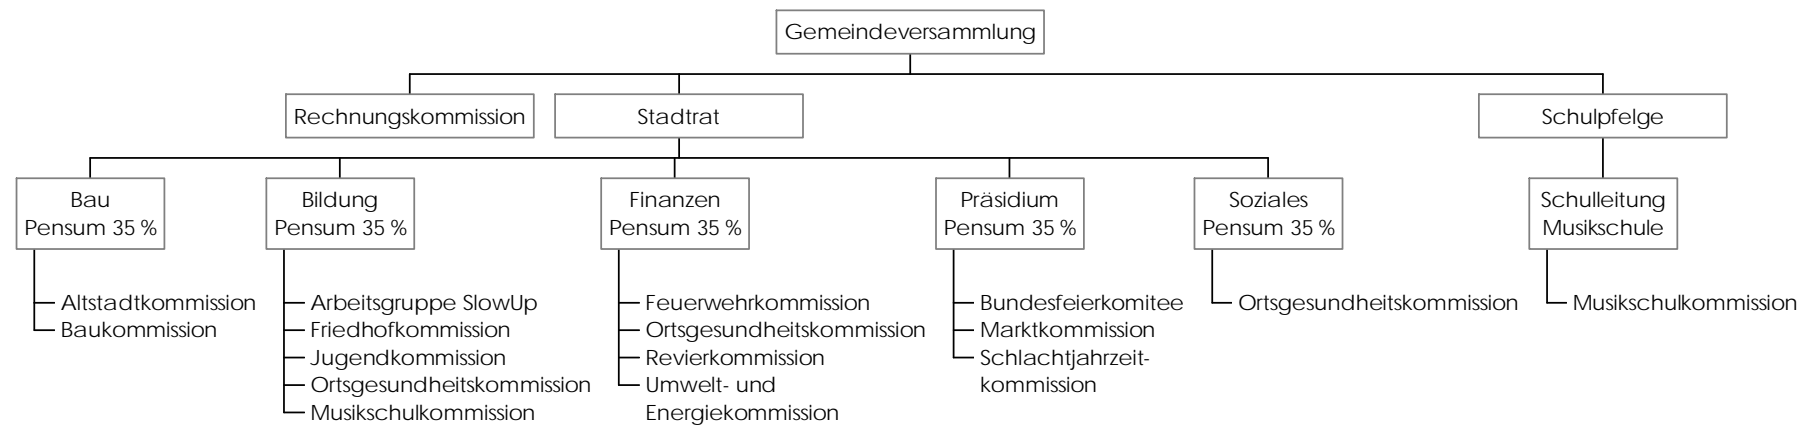 Gemeindeversammlung
Rechnungskommission
Stadtrat
Schulpfelge
Bau
Pensum 35 %
Bildung
Pensum 35 %
Finanzen
Pensum 35 %
Präsidium
Pensum 35 %
Soziales
Pensum 35 %
Schulleitung
Musikschule
Altstadtkommission
Baukommission
Arbeitsgruppe SlowUp
Friedhofkommission
Jugendkommission
Ortsgesundheitskommission
Musikschulkommission
Feuerwehrkommission
Ortsgesundheitskommission
Revierkommission
Umwelt- und
Energiekommission
Bundesfeierkomitee
Marktkommission
Schlachtjahrzeit-
kommission
Ortsgesundheitskommission
Musikschulkommission